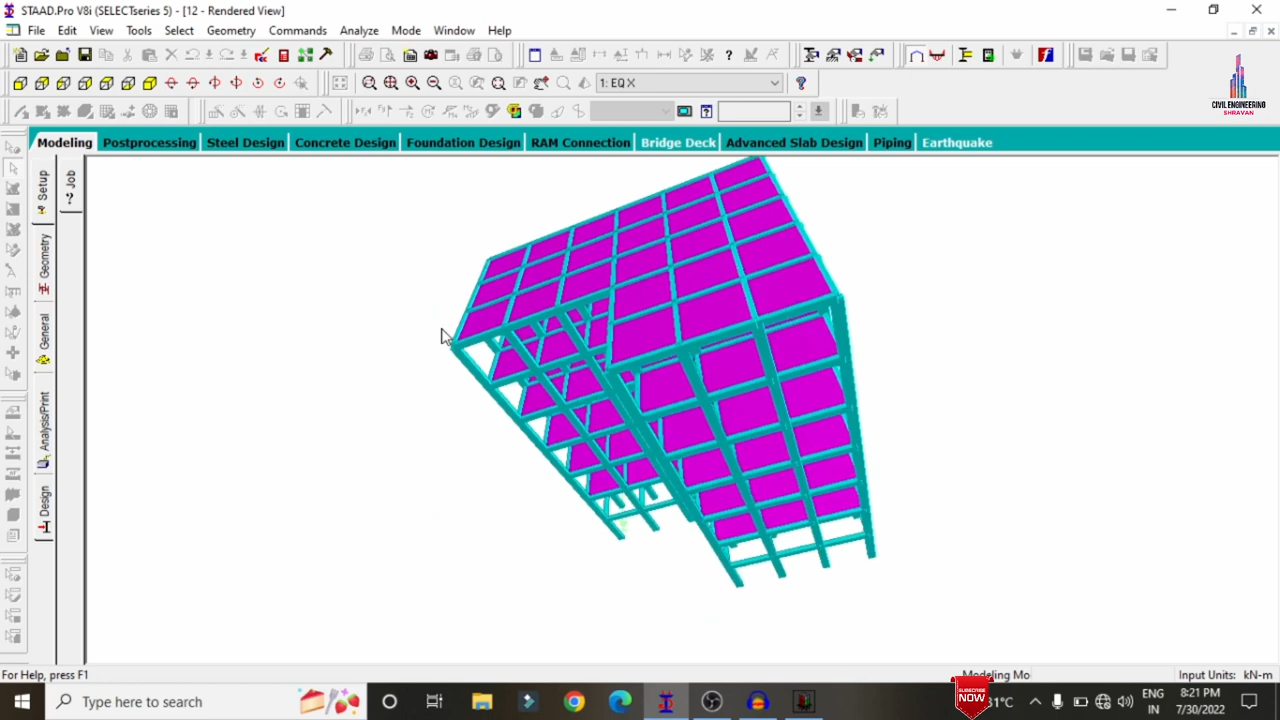 STAAD.Pro V8i (SELECTseries 5) - [12 - Rendered View]
File Edit View Tools Select Geometry Commands Analyze Mode Window Help
1: EQ X
CIVIL ENGINEERING
SHRAVAN
Modeling Postprocessing Steel Design Concrete Design Foundation Design RAM Connection Bridge Deck Advanced Slab Design Piping Earthquake
Setup
Job
Geometry
General
Analysis/Print
Design
For Help, press F1
Modeling Mo
Input Units: kN-m
Type here to search
SUBSCRIBE
NOW
31°C
ENG
IN
8:21 PM
7/30/2022